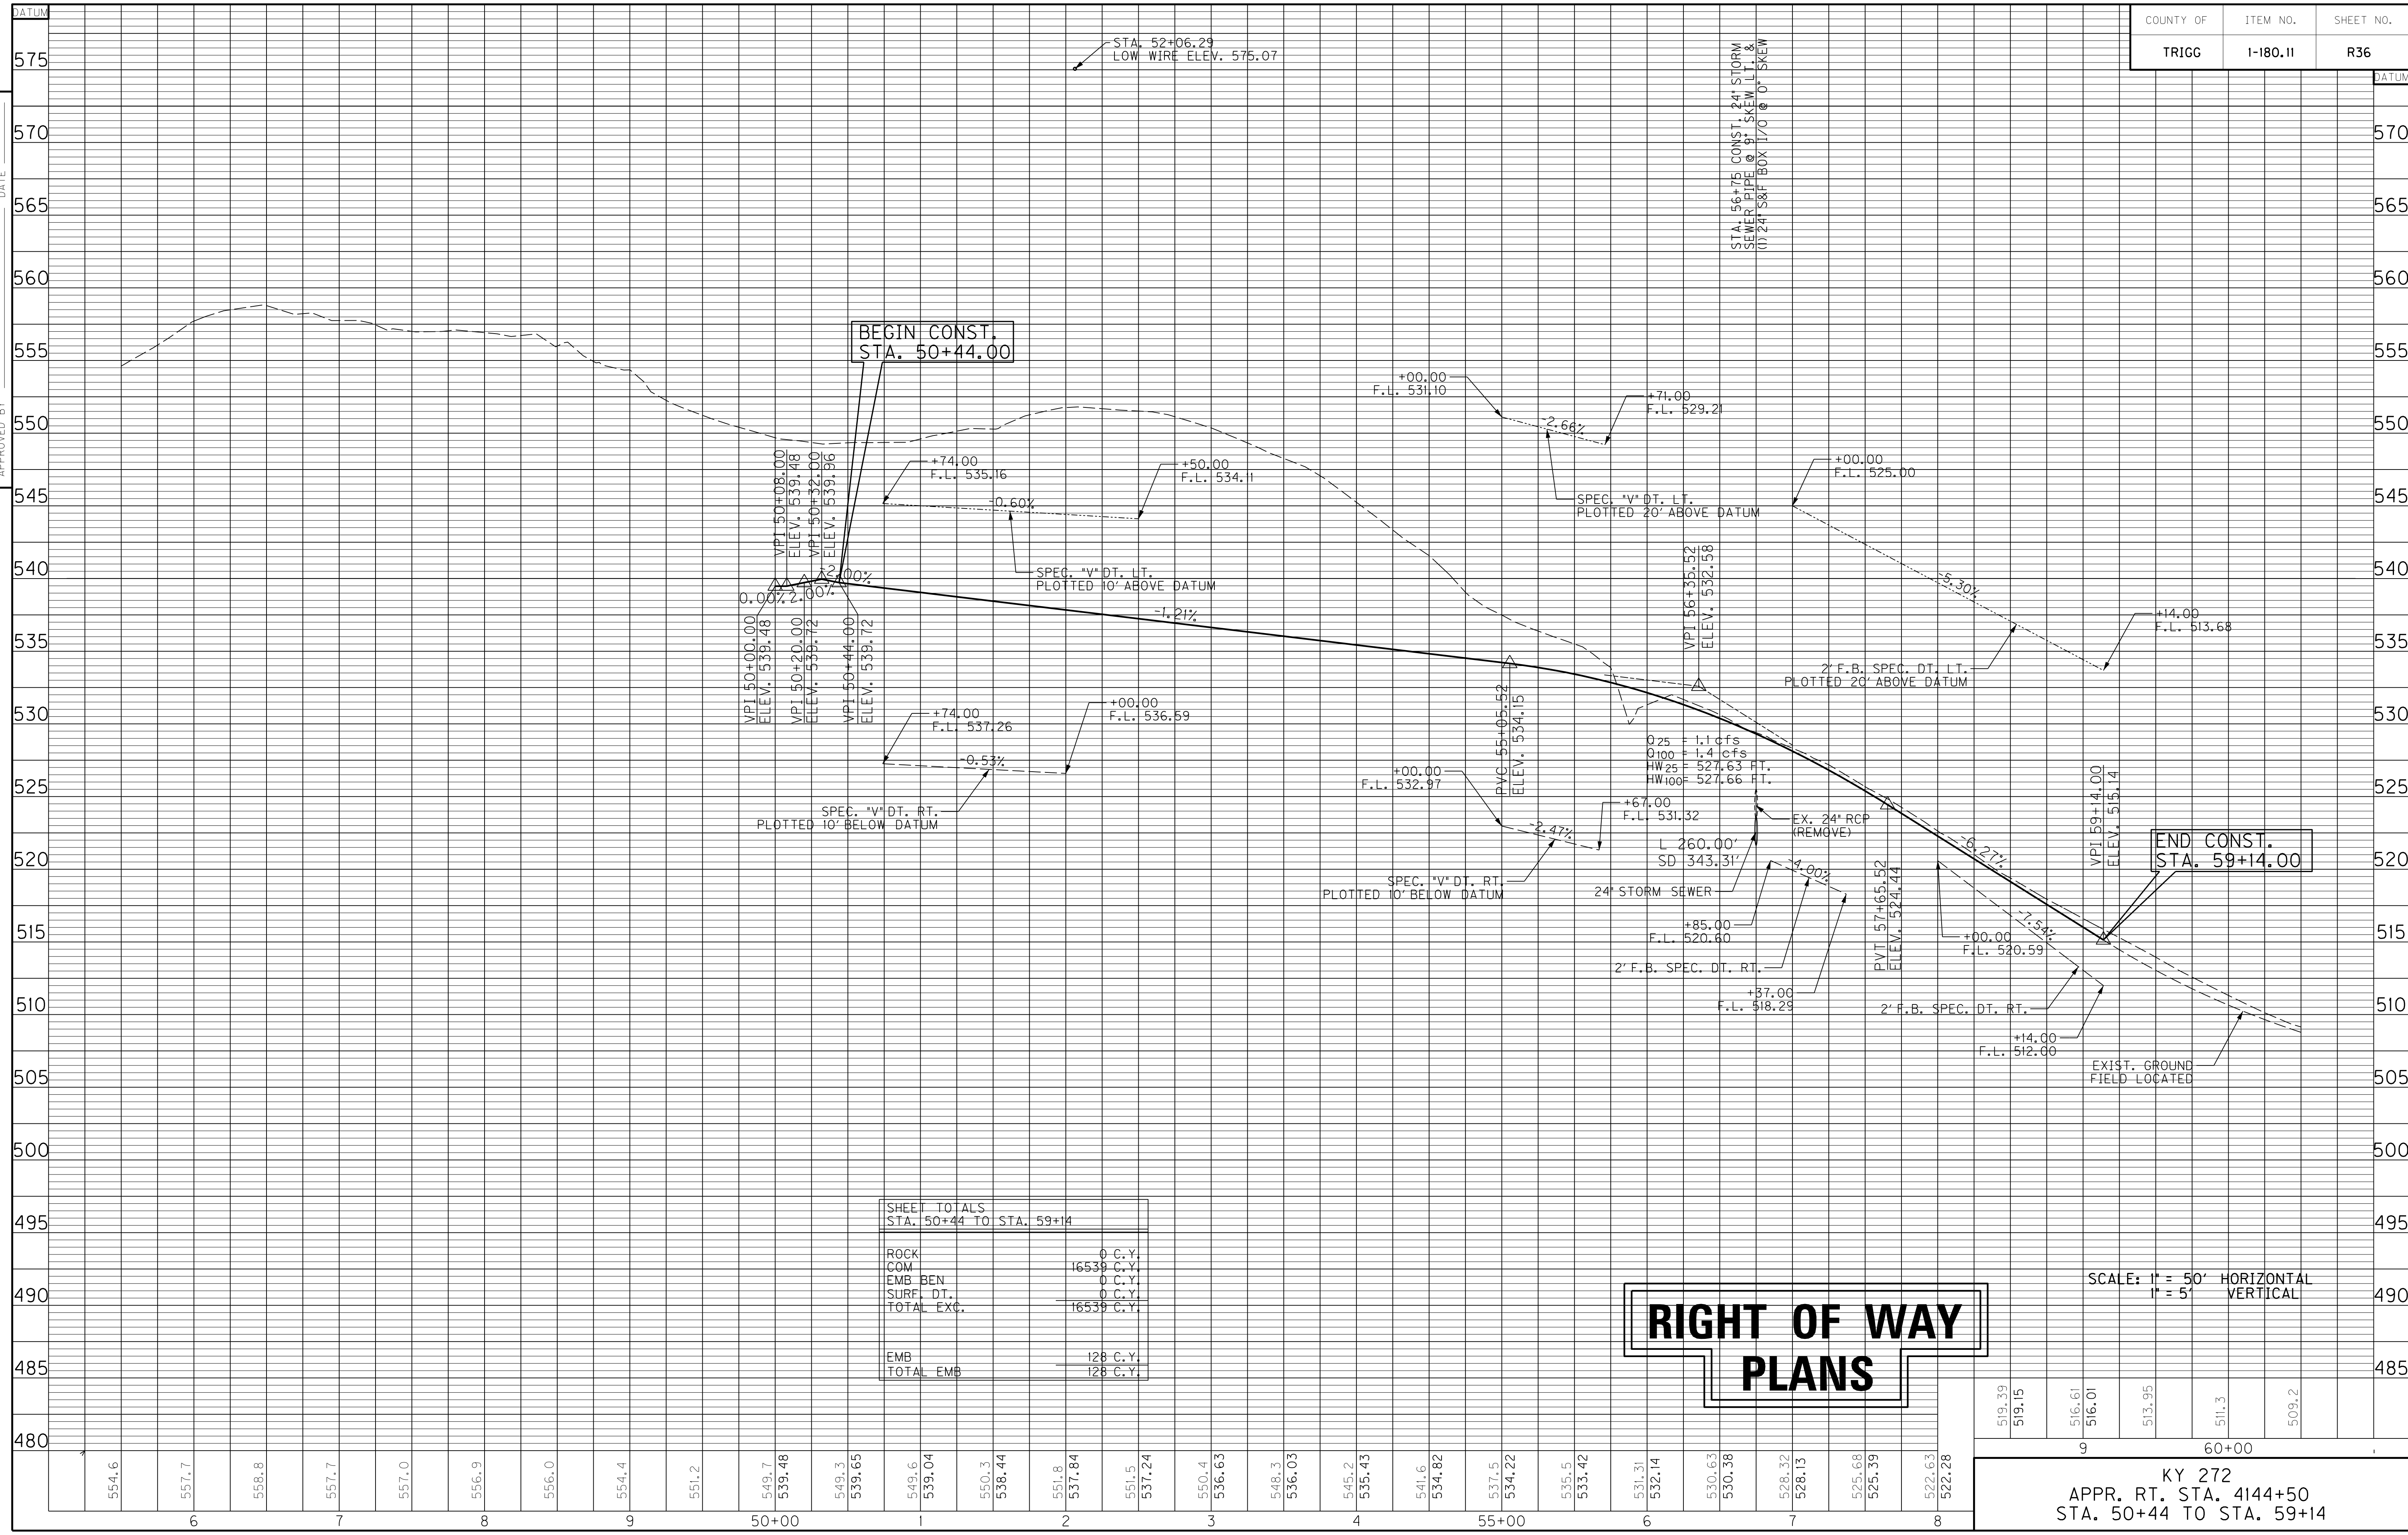 DATUM
COUNTY OF
ITEM NO.
SHEET NO.
TRIGG
1-180.11
R36
DATUM
575
570
565
560
555
550
545
540
535
530
525
520
515
510
505
500
495
490
485
480
570
565
560
555
550
545
540
535
530
525
520
515
510
505
500
495
490
485
DATE
APPROVED BY
STA. 52+06.29
LOW WIRE ELEV. 575.07
STA. 56+75 CONST. 24" STORM
SEWER PIPE @ 9° SKEW LT. &
(1) 24" S&F BOX I/O @ 0° SKEW
BEGIN CONST.
STA. 50+44.00
VPI 50+08.00
ELEV. 539.48
VPI 50+32.00
ELEV. 539.96
0.00%
2.00%
-2.00%
VPI 50+00.00
ELEV. 539.48
VPI 50+20.00
ELEV. 539.72
VPI 50+44.00
ELEV. 539.72
+74.00
F.L. 535.16
-0.60%
+50.00
F.L. 534.11
SPEC. "V" DT. LT.
PLOTTED 10' ABOVE DATUM
-1.21%
+74.00
F.L. 537.26
-0.53%
+00.00
F.L. 536.59
SPEC. "V" DT. RT.
PLOTTED 10' BELOW DATUM
+00.00
F.L. 531.10
-2.66%
+71.00
F.L. 529.21
SPEC. "V" DT. LT.
PLOTTED 20' ABOVE DATUM
+00.00
F.L. 525.00
-5.30%
+14.00
F.L. 513.68
2' F.B. SPEC. DT. LT.
PLOTTED 20' ABOVE DATUM
VPI 56+35.52
ELEV. 532.58
PVC 55+05.52
ELEV. 534.15
Q25 = 1.1 cfs
Q100 = 1.4 cfs
HW25 = 527.63 FT.
HW100 = 527.66 FT.
+00.00
F.L. 532.97
-2.47%
+67.00
F.L. 531.32
SPEC. "V" DT. RT.
PLOTTED 10' BELOW DATUM
EX. 24" RCP
(REMOVE)
L 260.00'
SD 343.31'
24" STORM SEWER
-4.00%
+85.00
F.L. 520.60
2' F.B. SPEC. DT. RT.
+37.00
F.L. 518.29
PVT 57+65.52
ELEV. 524.44
-6.27%
+00.00
F.L. 520.59
-7.54%
2' F.B. SPEC. DT. RT.
+14.00
F.L. 512.00
VPI 59+14.00
ELEV. 515.14
END CONST.
STA. 59+14.00
EXIST. GROUND
FIELD LOCATED
SHEET TOTALS
STA. 50+44 TO STA. 59+14
ROCK 0 C.Y.
COM 16539 C.Y.
EMB BEN 0 C.Y.
SURF. DT. 0 C.Y.
TOTAL EXC. 16539 C.Y.
EMB 128 C.Y.
TOTAL EMB 128 C.Y.
RIGHT OF WAY
PLANS
SCALE: 1" = 50' HORIZONTAL
1" = 5' VERTICAL
554.6
557.7
558.8
557.7
557.0
556.9
556.0
554.4
551.2
549.7
539.48
549.3
539.65
549.6
539.04
550.3
538.44
551.8
537.84
551.5
537.24
550.4
536.63
548.3
536.03
545.2
535.43
541.6
534.82
537.5
534.22
535.5
533.42
531.31
532.14
530.63
530.38
528.32
528.13
525.68
525.39
522.63
522.28
519.39
519.15
516.61
516.01
513.95
511.3
509.2
6
7
8
9
50+00
1
2
3
4
55+00
6
7
8
9
60+00
KY 272
APPR. RT. STA. 4144+50
STA. 50+44 TO STA. 59+14